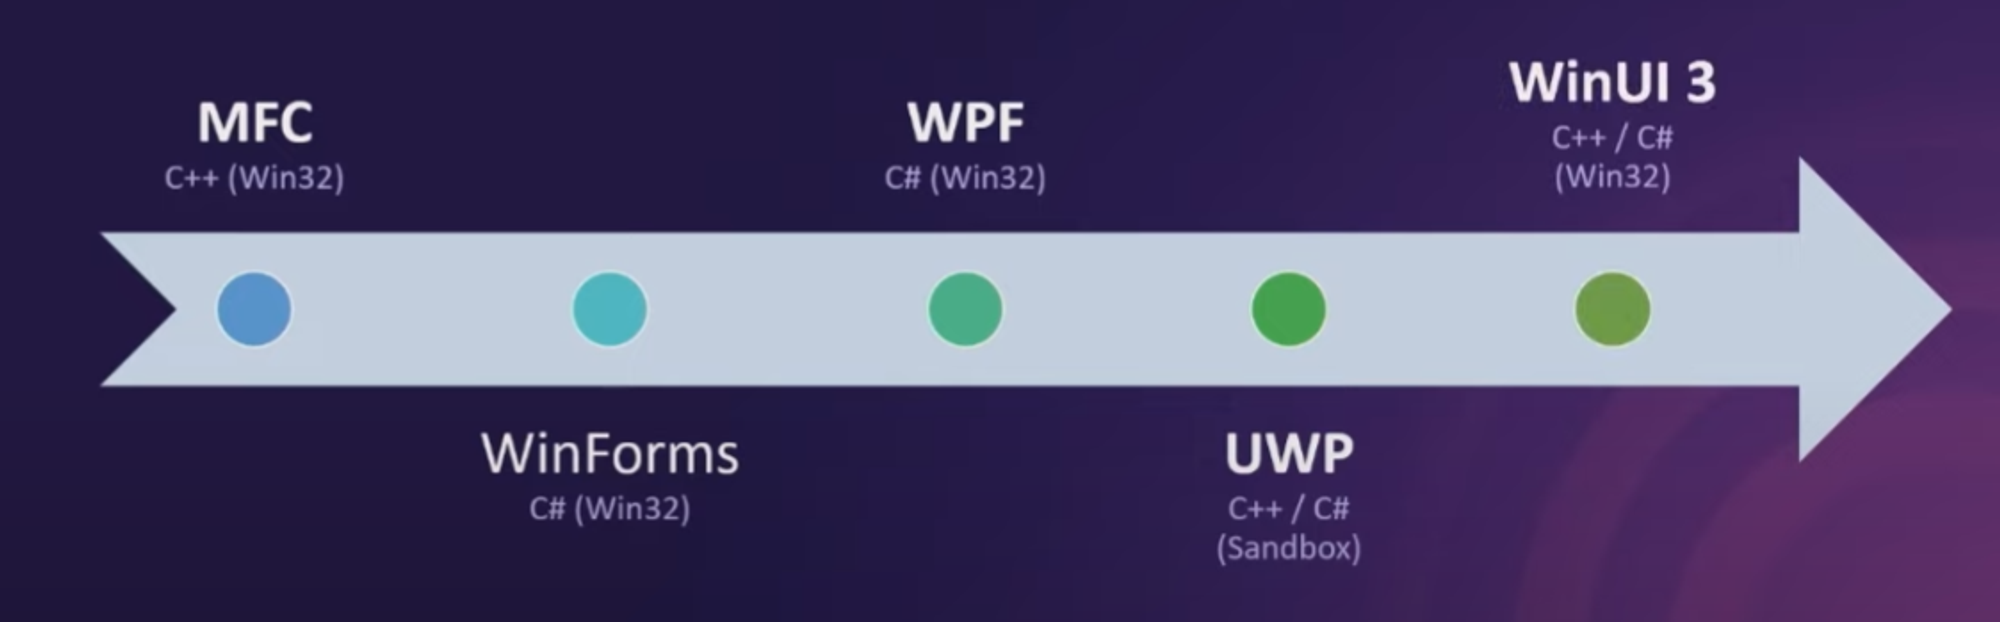 MFC
C++ (Win32)
WinForms
C# (Win32)
WPF
C# (Win32)
UWP
C++ / C#
(Sandbox)
WinUI 3
C++ / C#
(Win32)